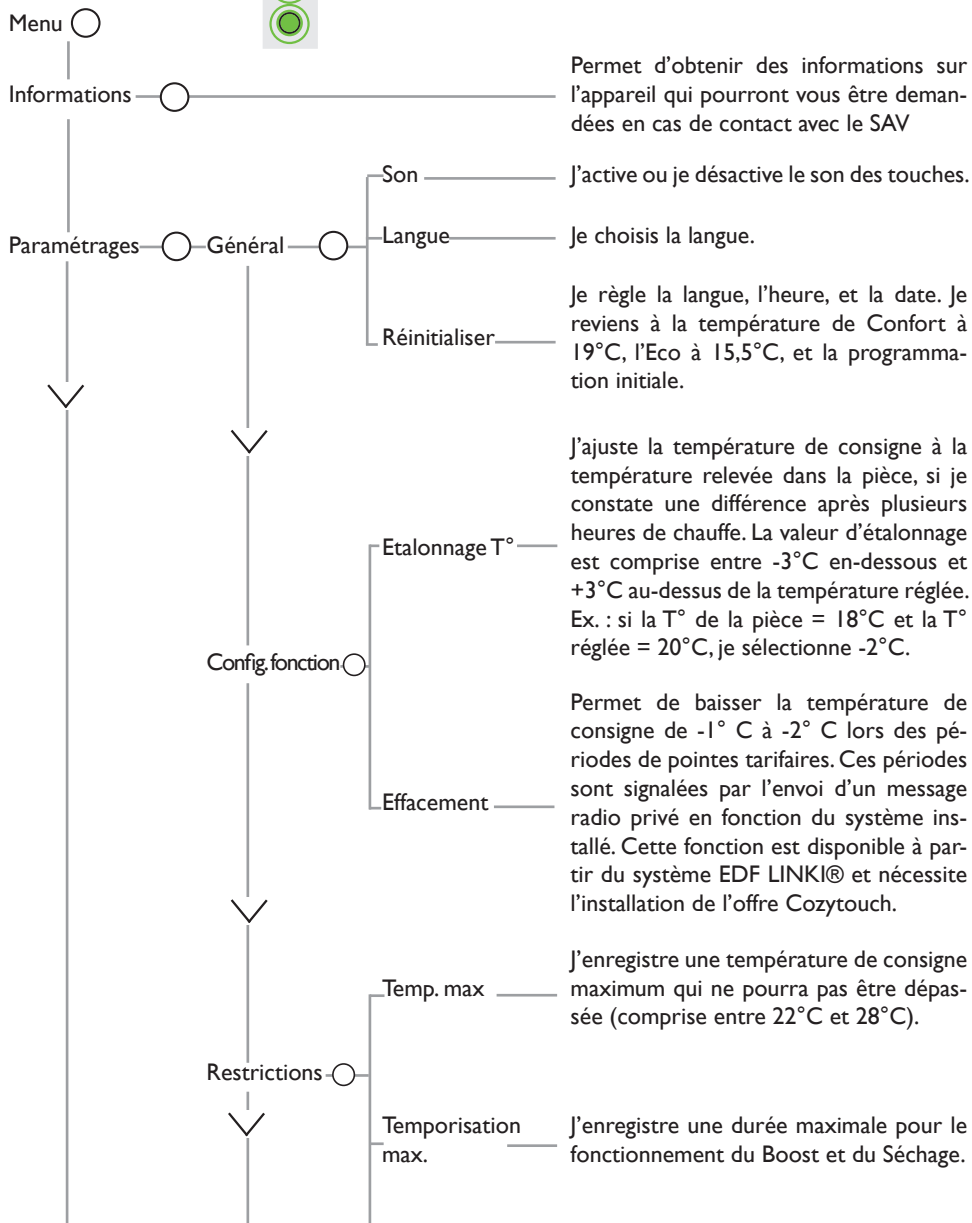 Menu
Informations
Permet d'obtenir des informations sur
l'appareil qui pourront vous être deman-
dées en cas de contact avec le SAV
Paramétrages
Général
Son
J'active ou je désactive le son des touches.
Langue
Je choisis la langue.
Réinitialiser
Je règle la langue, l'heure, et la date. Je
reviens à la température de Confort à
19°C, l'Eco à 15,5°C, et la programma-
tion initiale.
Config. fonction
Etalonnage T°
J'ajuste la température de consigne à la
température relevée dans la pièce, si je
constate une différence après plusieurs
heures de chauffe. La valeur d'étalonnage
est comprise entre -3°C en-dessous et
+3°C au-dessus de la température réglée.
Ex. : si la T° de la pièce = 18°C et la T°
réglée = 20°C, je sélectionne -2°C.
Effacement
Permet de baisser la température de
consigne de -1° C à -2° C lors des pé-
riodes de pointes tarifaires. Ces périodes
sont signalées par l'envoi d'un message
radio privé en fonction du système ins-
tallé. Cette fonction est disponible à par-
tir du système EDF LINKI® et nécessite
l'installation de l'offre Cozytouch.
Restrictions
Temp. max
J'enregistre une température de consigne
maximum qui ne pourra pas être dépas-
sée (comprise entre 22°C et 28°C).
Temporisation
max.
J'enregistre une durée maximale pour le
fonctionnement du Boost et du Séchage.